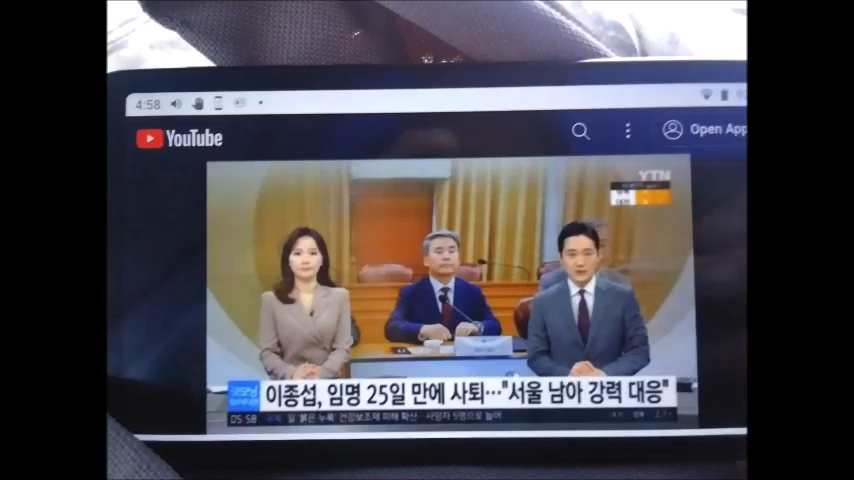 4:58
YouTube
Open App
YTN
이종섭, 임명 25일 만에 사퇴…"서울 남아 강력 대응"
05:58 일 '붉은 누룩' 건강보조제 피해 확산… 사망자 5명으로 늘어